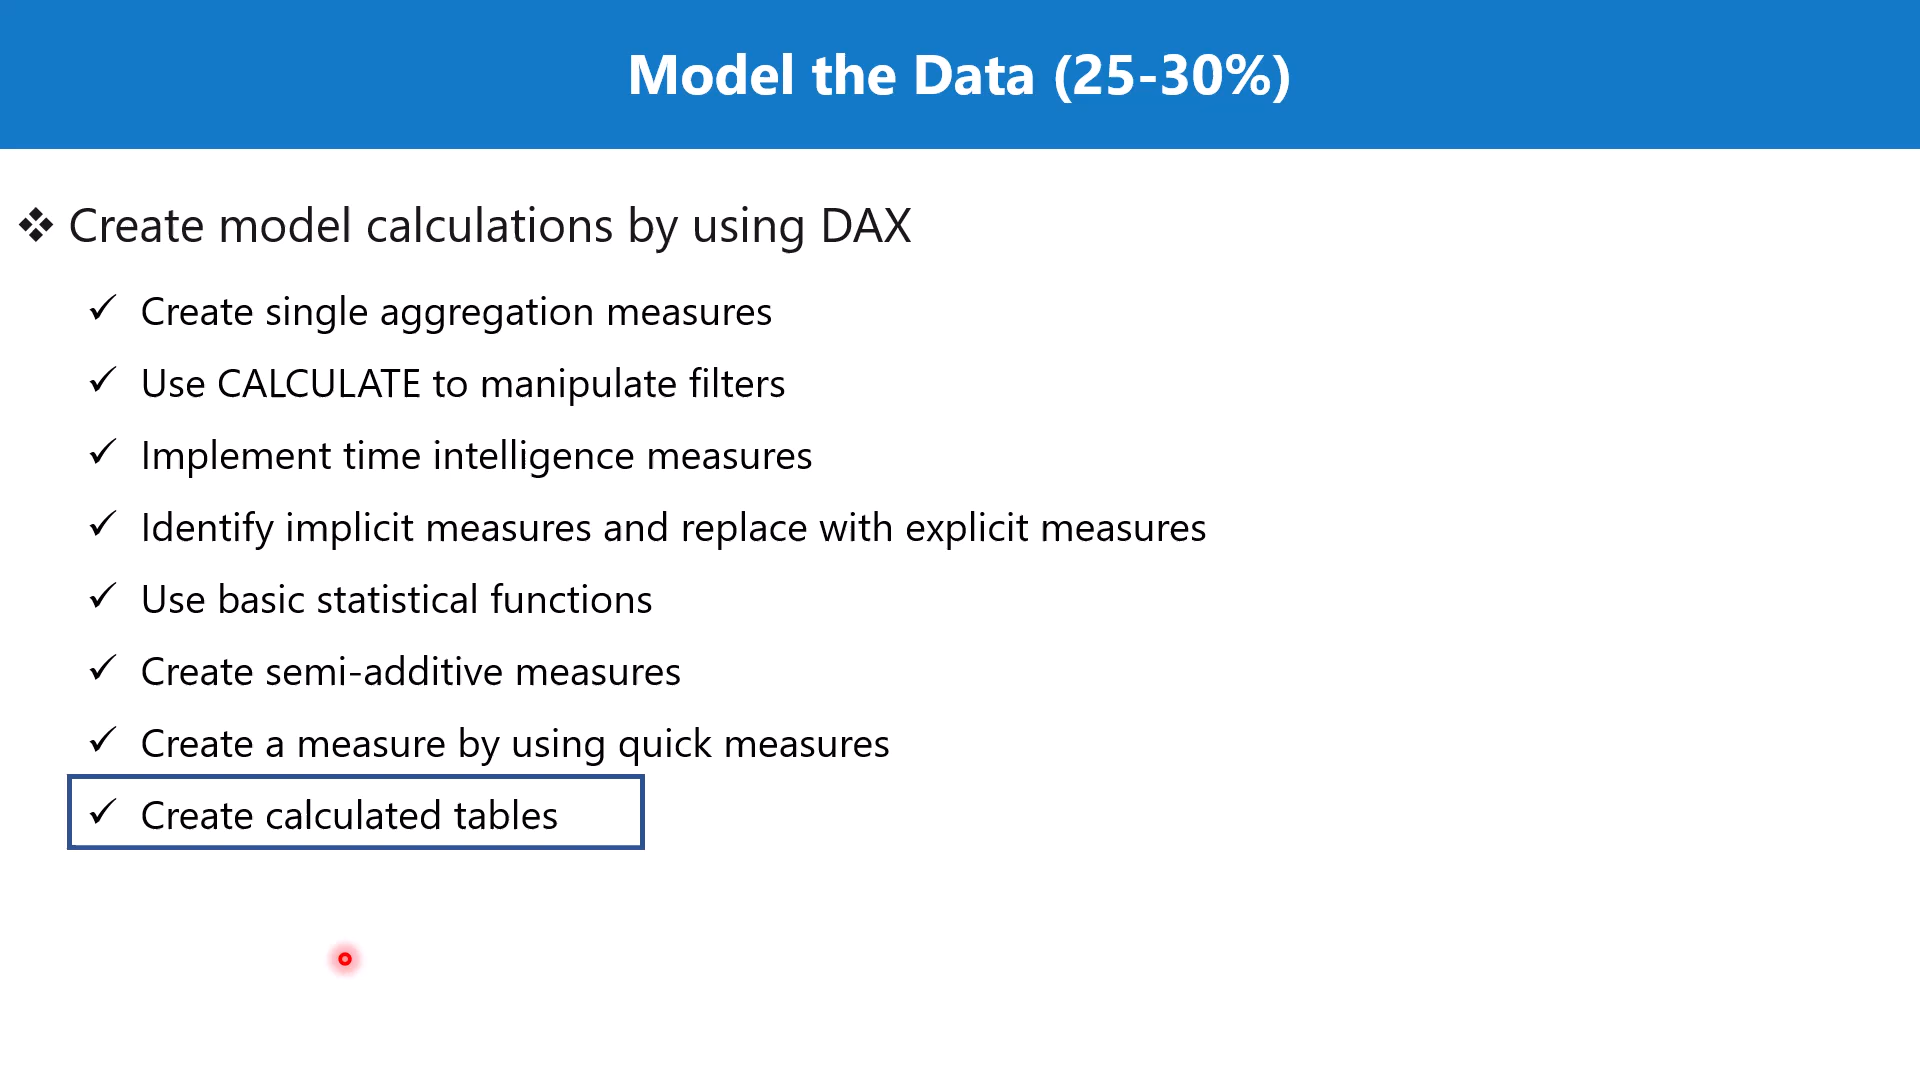 Model the Data (25-30%)
❖ Create model calculations by using DAX
✓ Create single aggregation measures
✓ Use CALCULATE to manipulate filters
✓ Implement time intelligence measures
✓ Identify implicit measures and replace with explicit measures
✓ Use basic statistical functions
✓ Create semi-additive measures
✓ Create a measure by using quick measures
✓ Create calculated tables